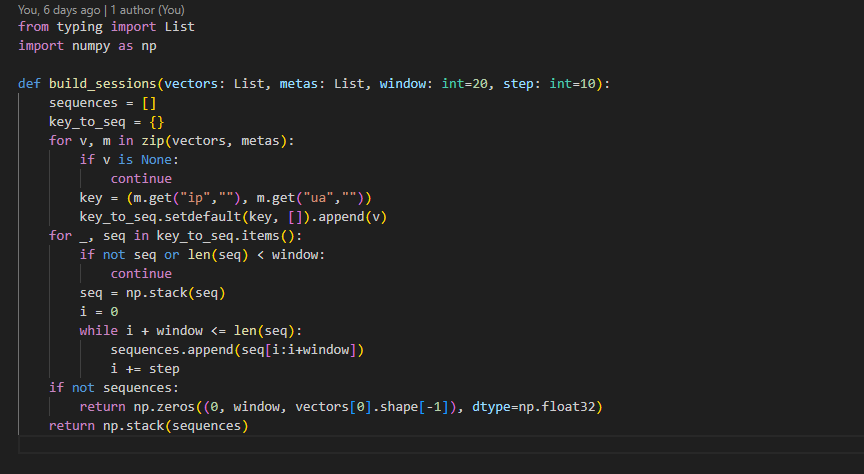 You, 6 days ago | 1 author (You)
from typing import List
import numpy as np
def build_sessions(vectors: List, metas: List, window: int=20, step: int=10):
    sequences = []
    key_to_seq = {}
    for v, m in zip(vectors, metas):
        if v is None:
            continue
        key = (m.get("ip",""), m.get("ua",""))
        key_to_seq.setdefault(key, []).append(v)
    for _, seq in key_to_seq.items():
        if not seq or len(seq) < window:
            continue
        seq = np.stack(seq)
        i = 0
        while i + window <= len(seq):
            sequences.append(seq[i:i+window])
            i += step
    if not sequences:
        return np.zeros((0, window, vectors[0].shape[-1]), dtype=np.float32)
    return np.stack(sequences)